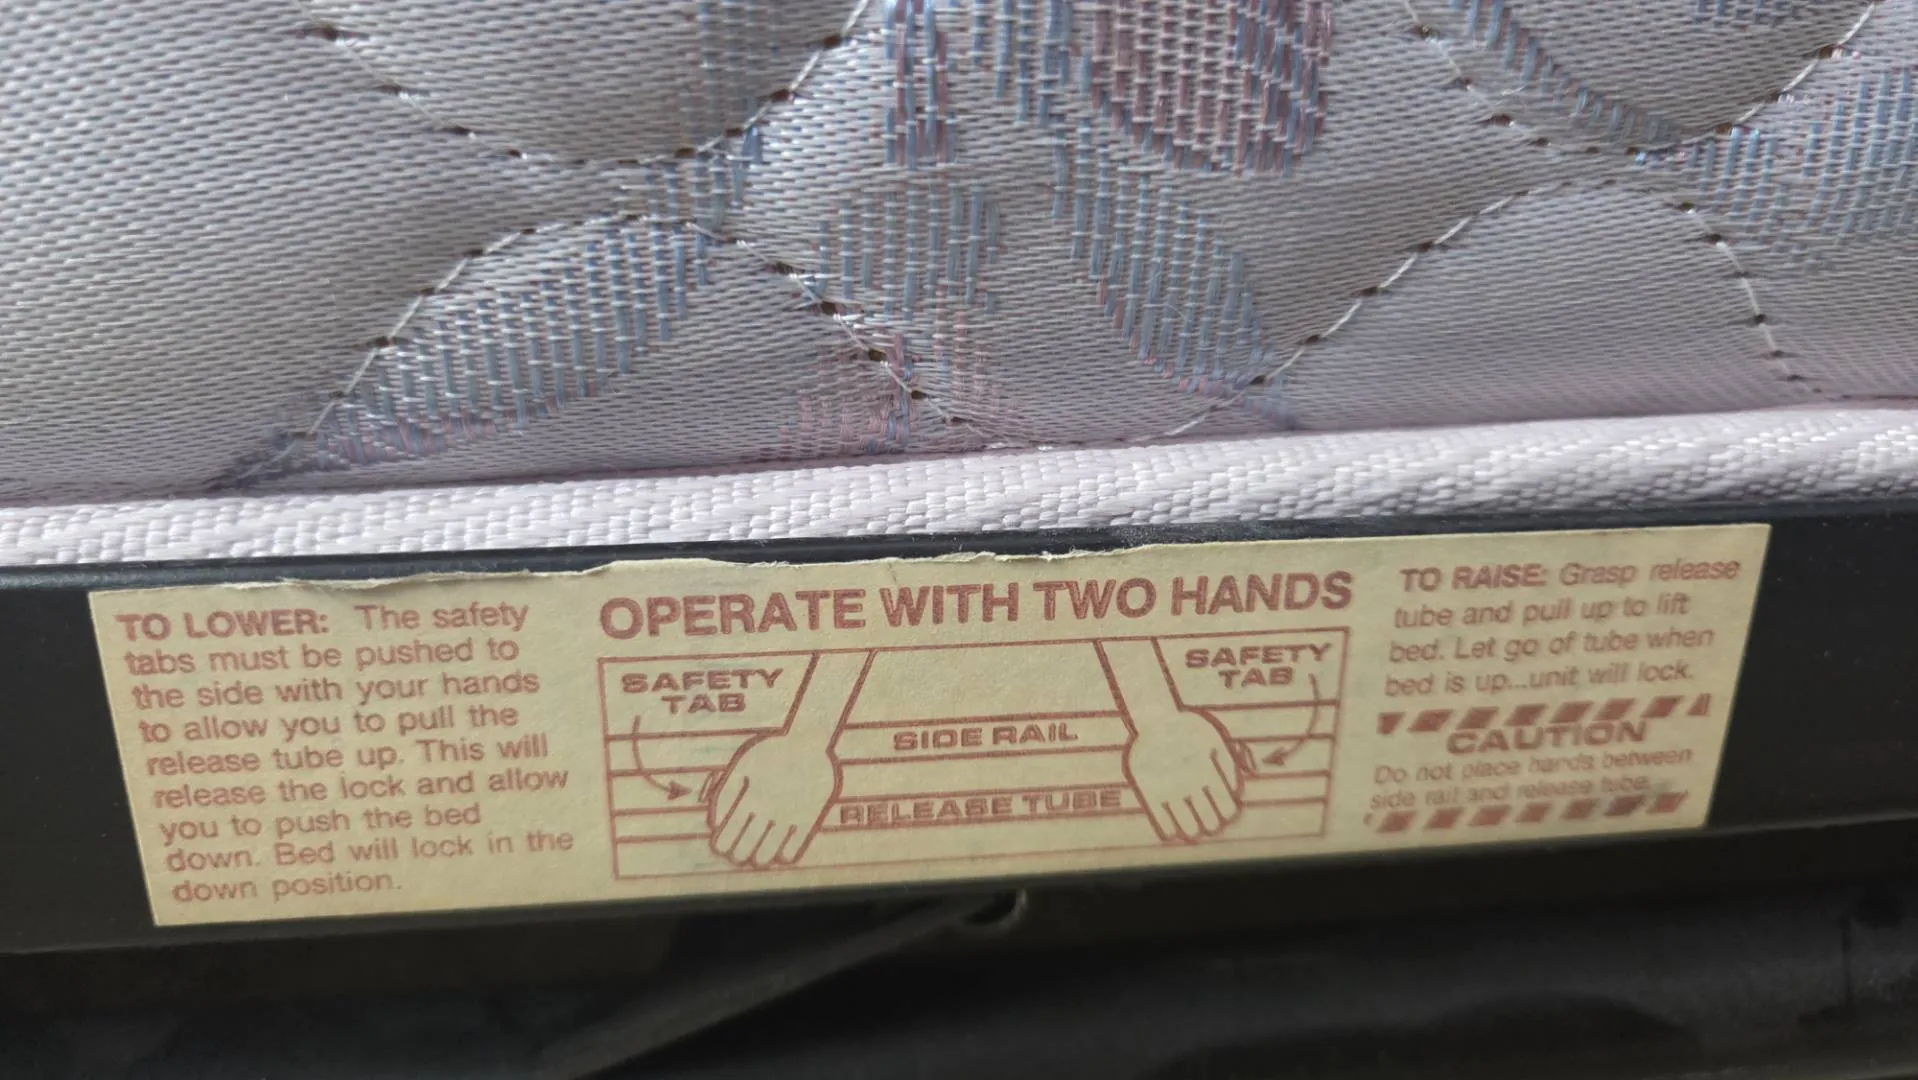 TO LOWER: The safety
tabs must be pushed to
the side with your hands
to allow you to pull the
release tube up. This will
release the lock and allow
you to push the bed
down. Bed will lock in the
down position.
OPERATE WITH TWO HANDS
SAFETY
TAB
SAFETY
TAB
SIDE RAIL
RELEASE TUBE
TO RAISE: Grasp release
tube and pull up to lift
bed. Let go of tube when
bed is up...unit will lock.
CAUTION
Do not place hands between
side rail and release tube.